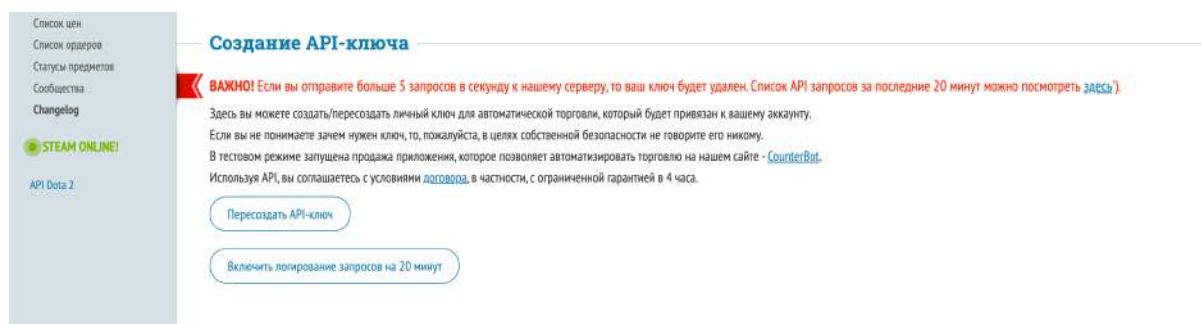 Список цен
Список ордеров
Статусы предметов
Сообщества
Changelog
STEAM ONLINE!
API Dota 2
Создание API-ключа
ВАЖНО! Если вы отправите больше 5 запросов в секунду к нашему серверу, то ваш ключ будет удален. Список API запросов за последние 20 минут можно посмотреть здесь').
Здесь вы можете создать/пересоздать личный ключ для автоматической торговли, который будет привязан к вашему аккаунту.
Если вы не понимаете зачем нужен ключ, то, пожалуйста, в целях собственной безопасности не говорите его никому.
В тестовом режиме запущена продажа приложения, которое позволяет автоматизировать торговлю на нашем сайте - CounterBot.
Используя API, вы соглашаетесь с условиями договора, в частности, с ограниченной гарантией в 4 часа.
Пересоздать API-ключ
Включить логирование запросов на 20 минут